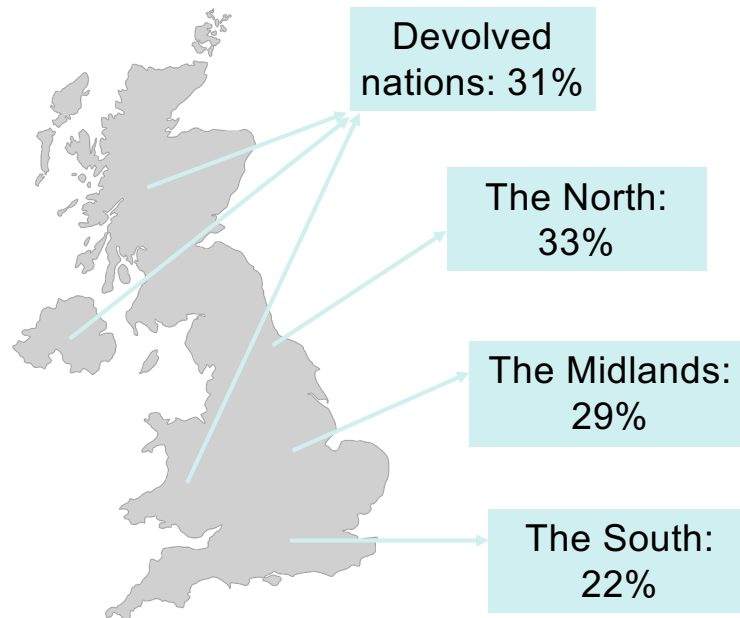 Devolved
nations: 31%
The North:
33%
The Midlands:
29%
The South:
22%